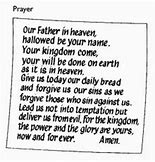 Prayer
Our Father in heaven,
hallowed be your name.
Your kingdom come,
your will be done on earth
as it is in heaven.
Give us today our daily bread
and forgive us our sins as we
forgive those who sin against us.
Lead us not into temptation but
deliver us from evil, for the kingdom,
the power and the glory are yours,
now and for ever. Amen.